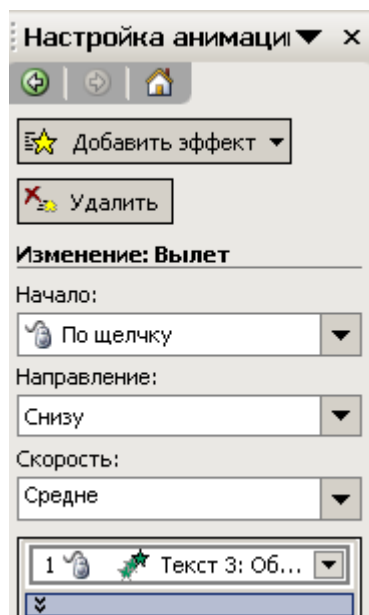 Настройка анимаци
Добавить эффект
Удалить
Изменение: Вылет
Начало:
По щелчку
Направление:
Снизу
Скорость:
Средне
1 Текст 3: Об...